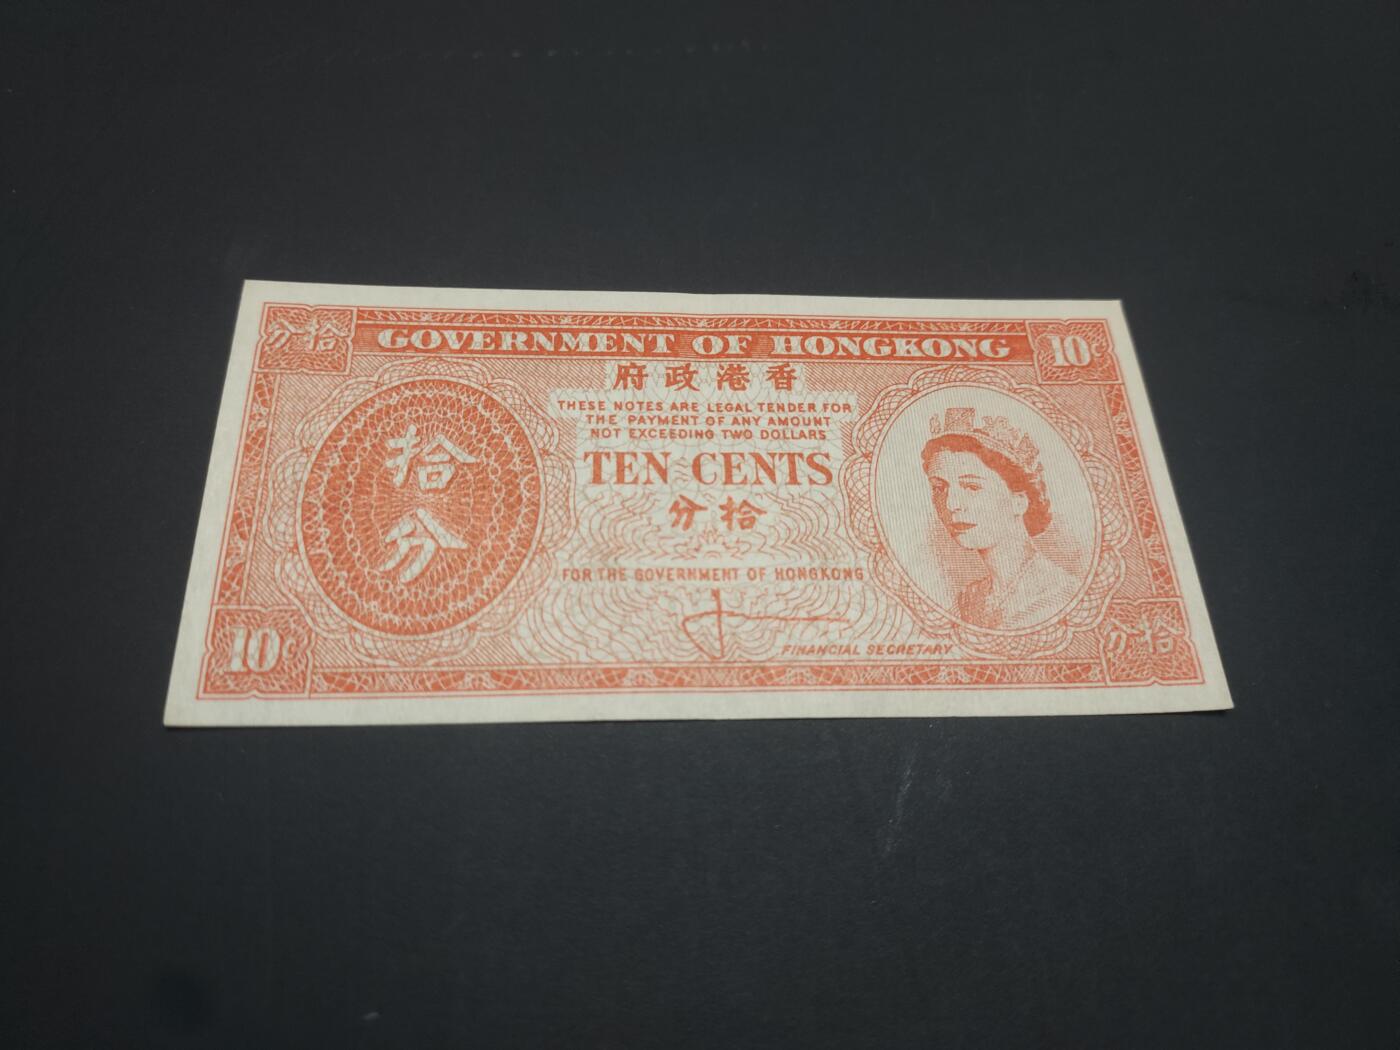 分拾
GOVERNMENT OF HONGKONG
10c
府政港香
THESE NOTES ARE LEGAL TENDER FOR
THE PAYMENT OF ANY AMOUNT
NOT EXCEEDING TWO DOLLARS
TEN CENTS
分拾
拾
分
FOR THE GOVERNMENT OF HONGKONG
FINANCIAL SECRETARY
10c
分拾